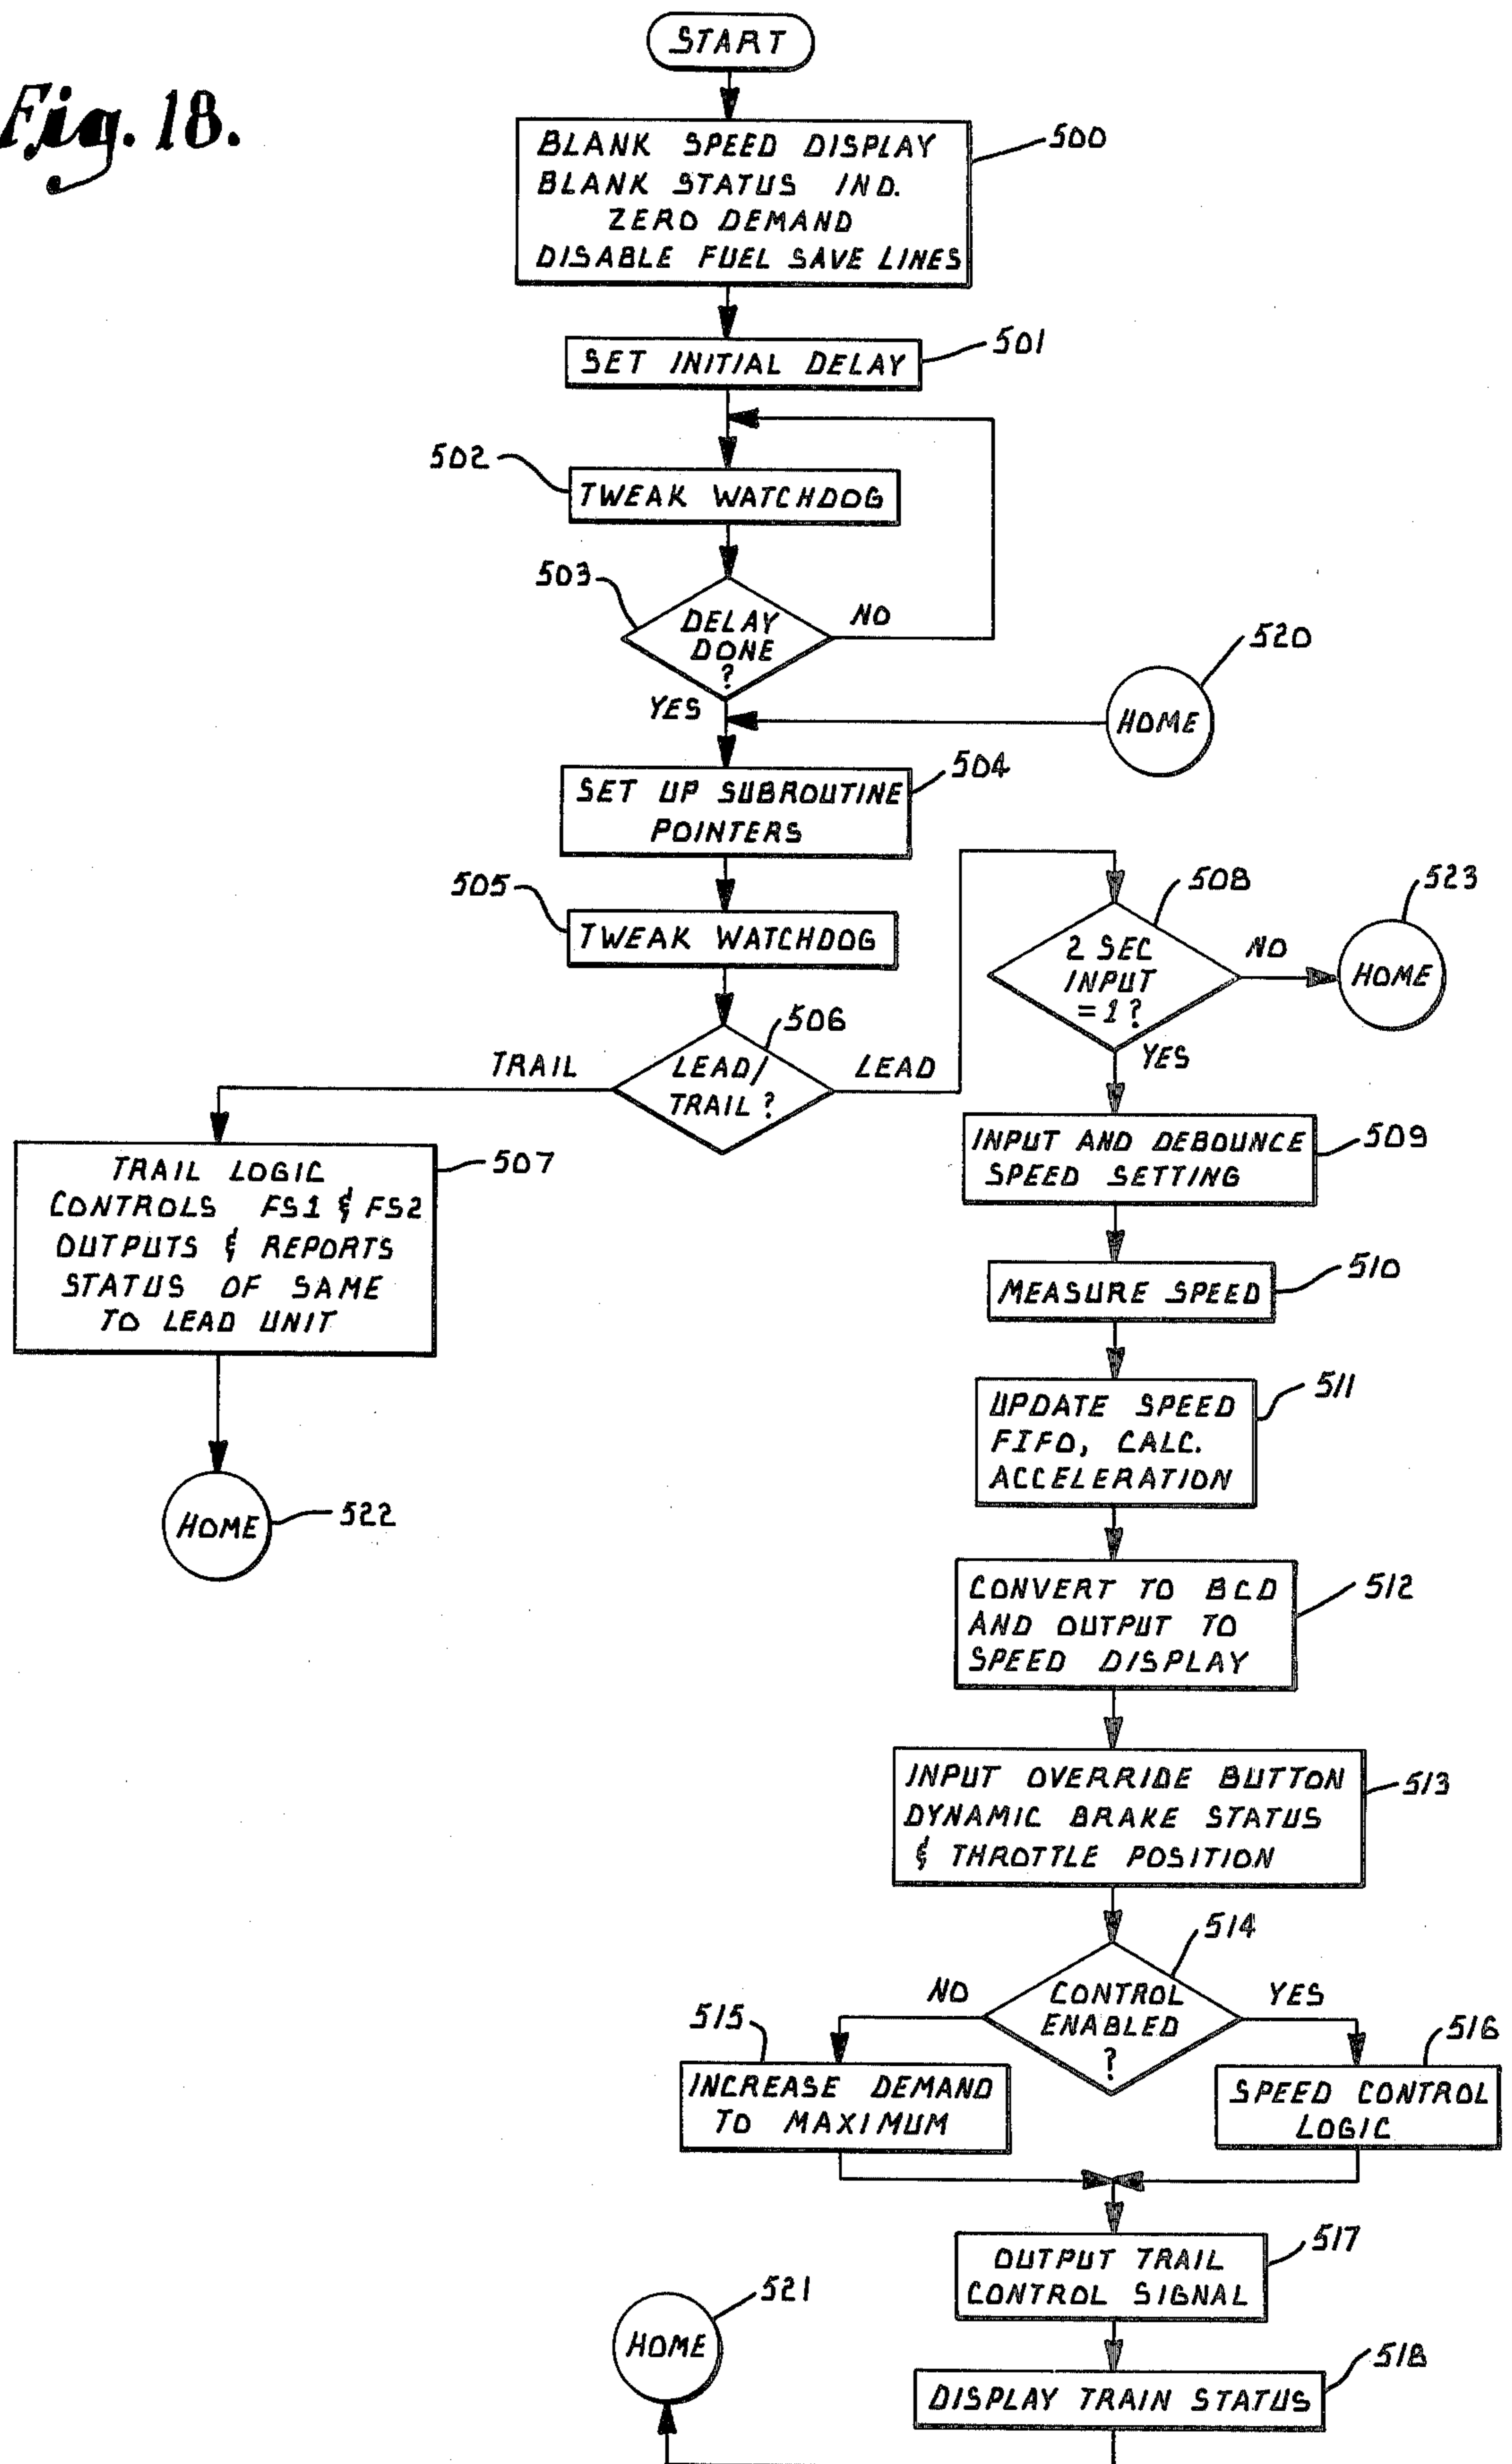 Fig. 18.
START
BLANK SPEED DISPLAY
BLANK STATUS IND.
ZERO DEMAND
DISABLE FUEL SAVE LINES
500
SET INITIAL DELAY
501
502
TWEAK WATCHDOG
503
DELAY
DONE
?
NO
YES
520
HOME
SET UP SUBROUTINE
POINTERS
504
505
TWEAK WATCHDOG
506
LEAD/
TRAIL?
TRAIL
LEAD
508
2 SEC
INPUT
=1?
NO
YES
523
HOME
TRAIL LOGIC
CONTROLS FS1 & FS2
OUTPUTS & REPORTS
STATUS OF SAME
TO LEAD UNIT
507
HOME
522
INPUT AND DEBOUNCE
SPEED SETTING
509
MEASURE SPEED
510
UPDATE SPEED
FIFO, CALC.
ACCELERATION
511
CONVERT TO BCD
AND OUTPUT TO
SPEED DISPLAY
512
INPUT OVERRIDE BUTTON
DYNAMIC BRAKE STATUS
& THROTTLE POSITION
513
514
CONTROL
ENABLED
?
NO
YES
515
INCREASE DEMAND
TO MAXIMUM
516
SPEED CONTROL
LOGIC
OUTPUT TRAIL
CONTROL SIGNAL
517
521
HOME
DISPLAY TRAIN STATUS
518